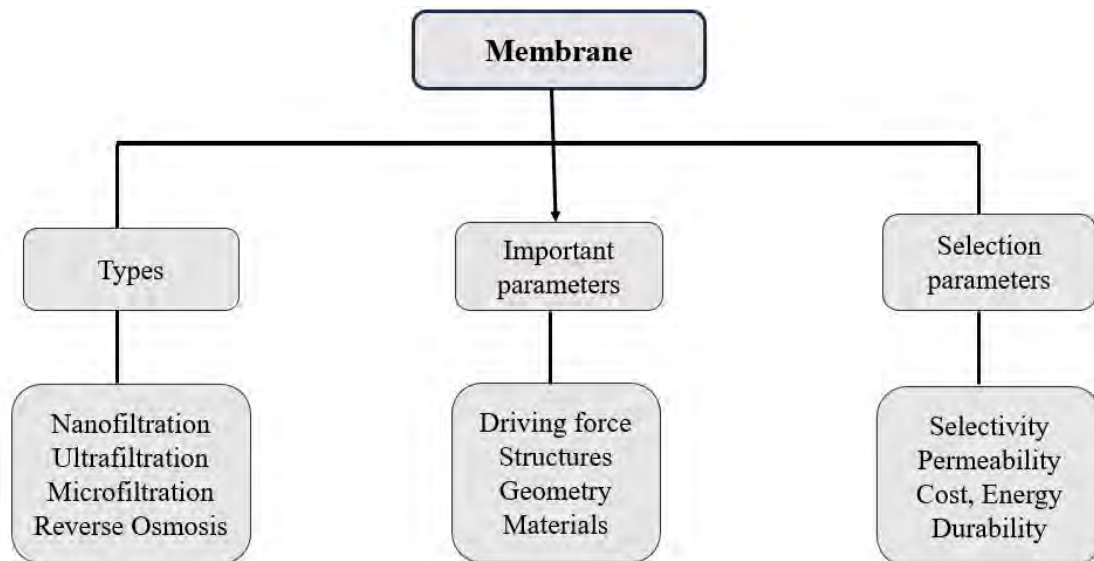 Membrane
Types
Important
parameters
Selection
parameters
Nanofiltration
Ultrafiltration
Microfiltration
Reverse Osmosis
Driving force
Structures
Geometry
Materials
Selectivity
Permeability
Cost, Energy
Durability